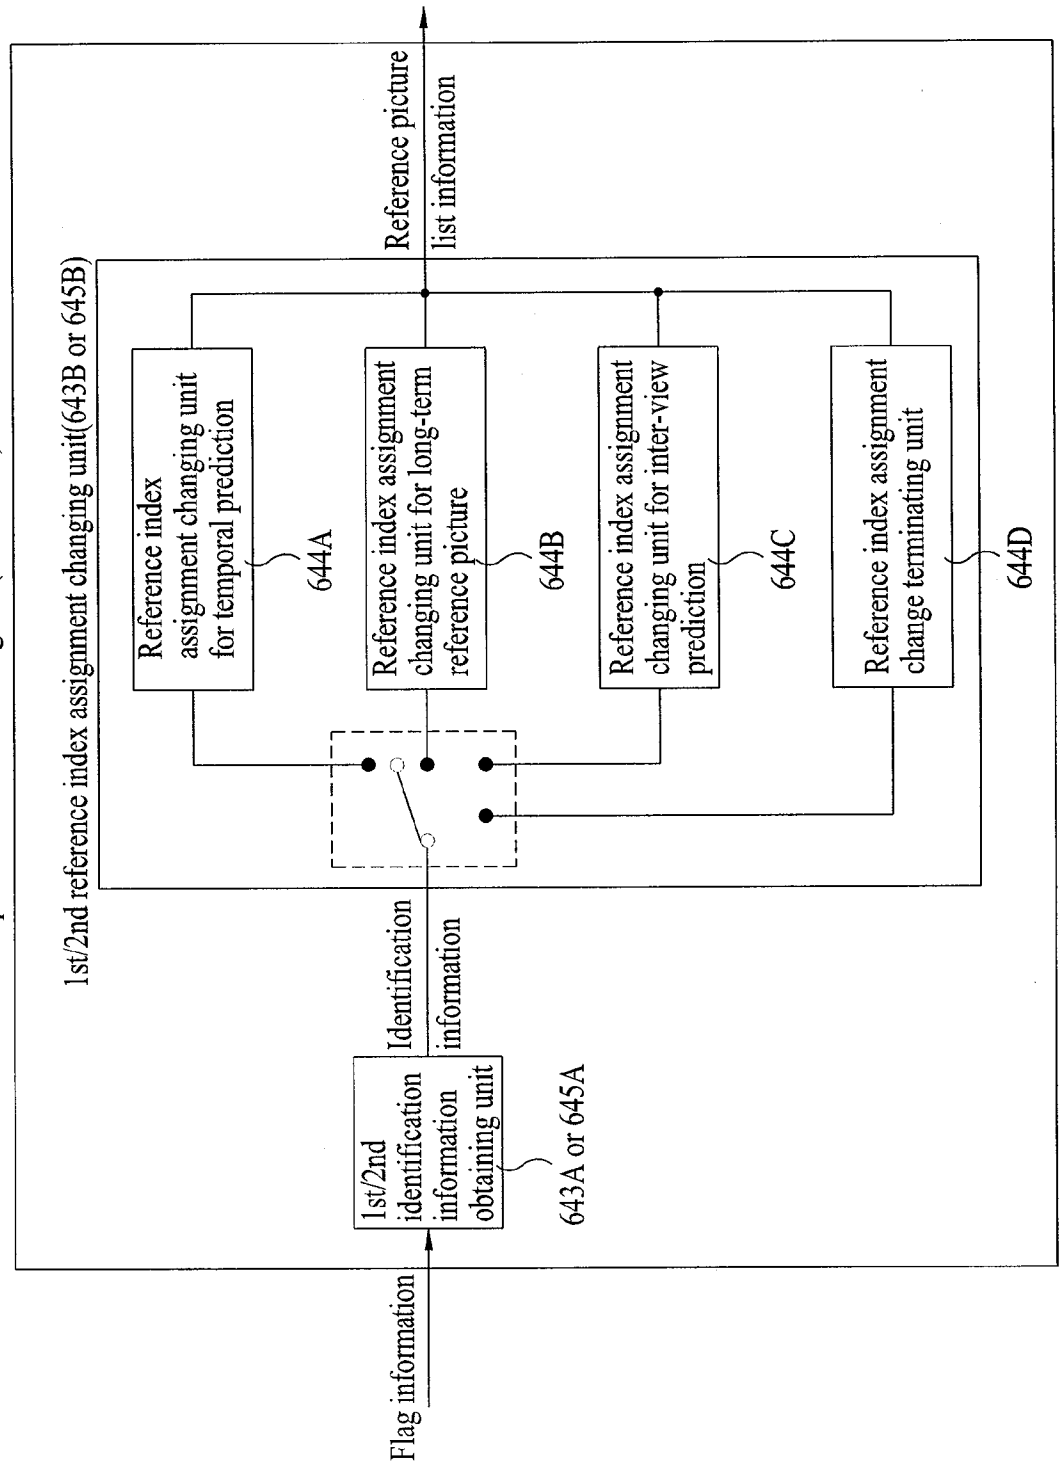 1st/2nd reference index assignment changing unit(643B or 645B)
Flag information
1st/2nd
identification
information
obtaining unit
643A or 645A
Identification
information
Reference index
assignment changing unit
for temporal prediction
644A
Reference index assignment
changing unit for long-term
reference picture
644B
Reference index assignment
changing unit for inter-view
prediction
644C
Reference index assignment
change terminating unit
644D
Reference picture
list information